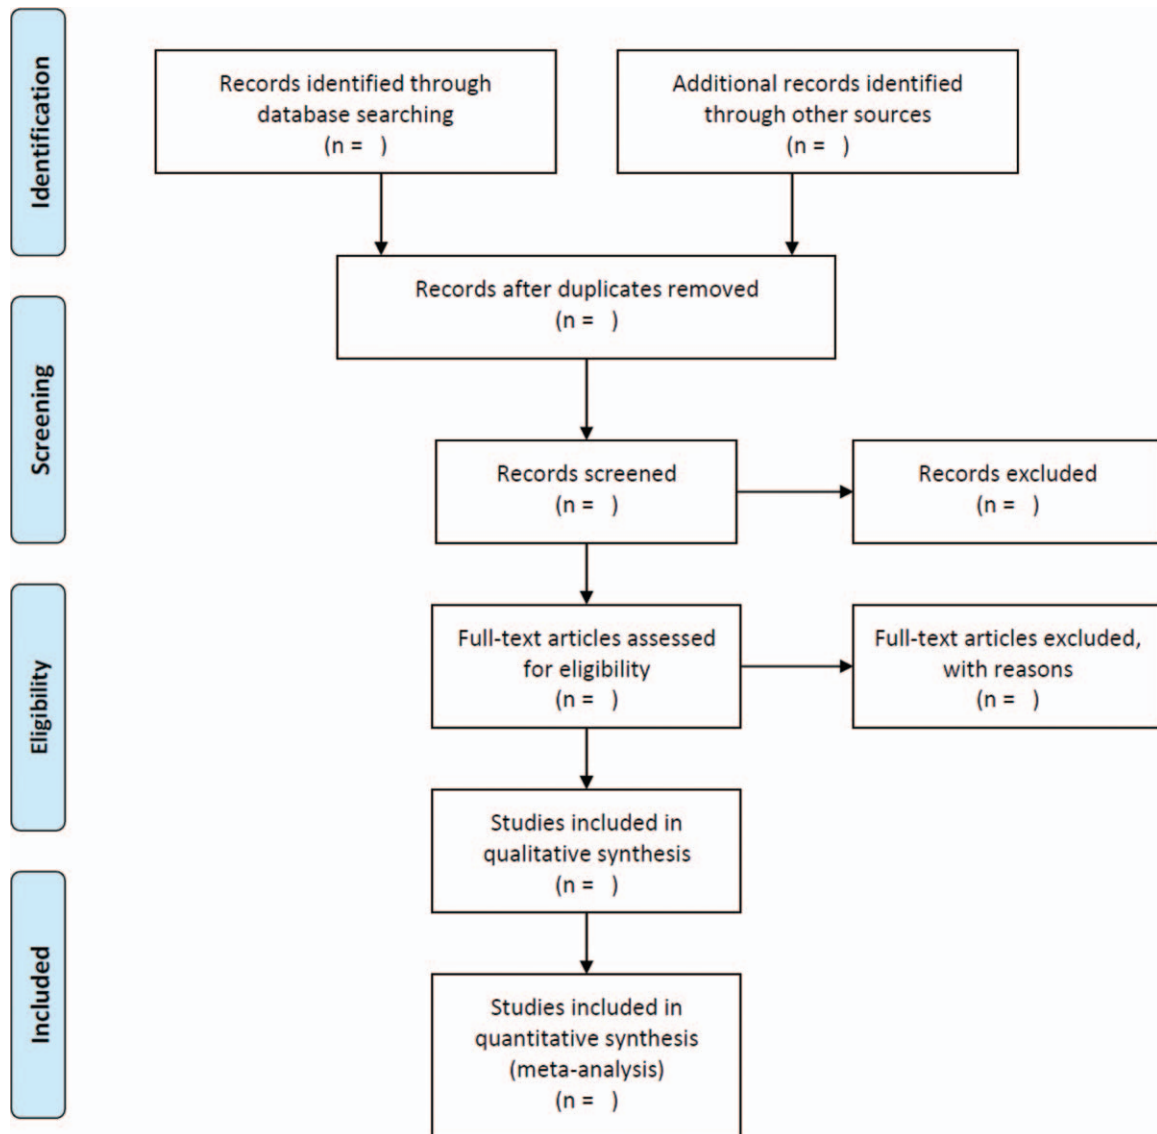 Identification
Records identified through
database searching
(n =   )
Additional records identified
through other sources
(n =   )
Records after duplicates removed
(n =   )
Screening
Records screened
(n =   )
Records excluded
(n =   )
Eligibility
Full-text articles assessed
for eligibility
(n =   )
Full-text articles excluded,
with reasons
(n =   )
Studies included in
qualitative synthesis
(n =   )
Included
Studies included in
quantitative synthesis
(meta-analysis)
(n =   )